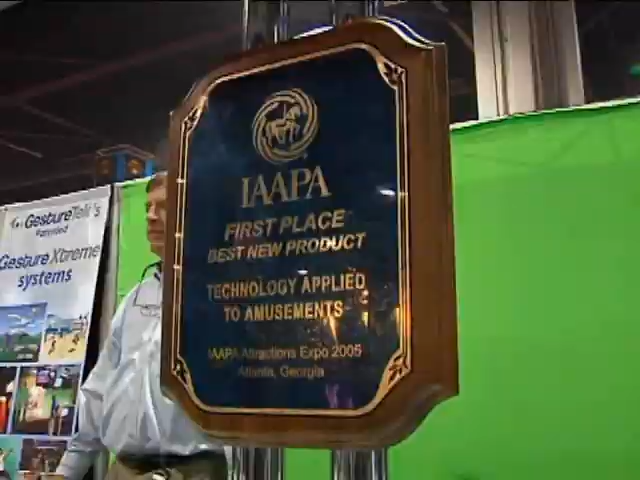 IAAPA
FIRST PLACE
BEST NEW PRODUCT
TECHNOLOGY APPLIED
TO AMUSEMENTS
IAAPA Attractions Expo 2005
Atlanta, Georgia
GestureTek's
Gesture Xtreme
systems